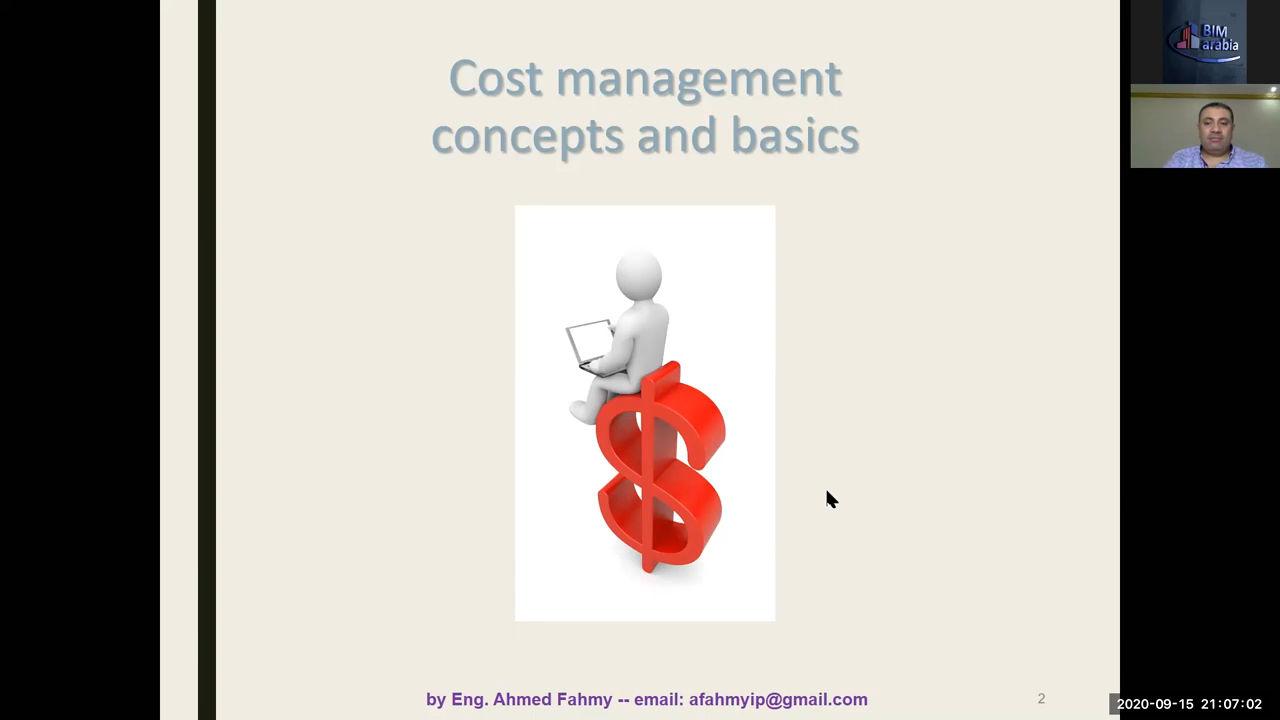 Cost management
concepts and basics
BIM
arabia
by Eng. Ahmed Fahmy -- email: afahmyip@gmail.com
2
2020-09-15 21:07:02